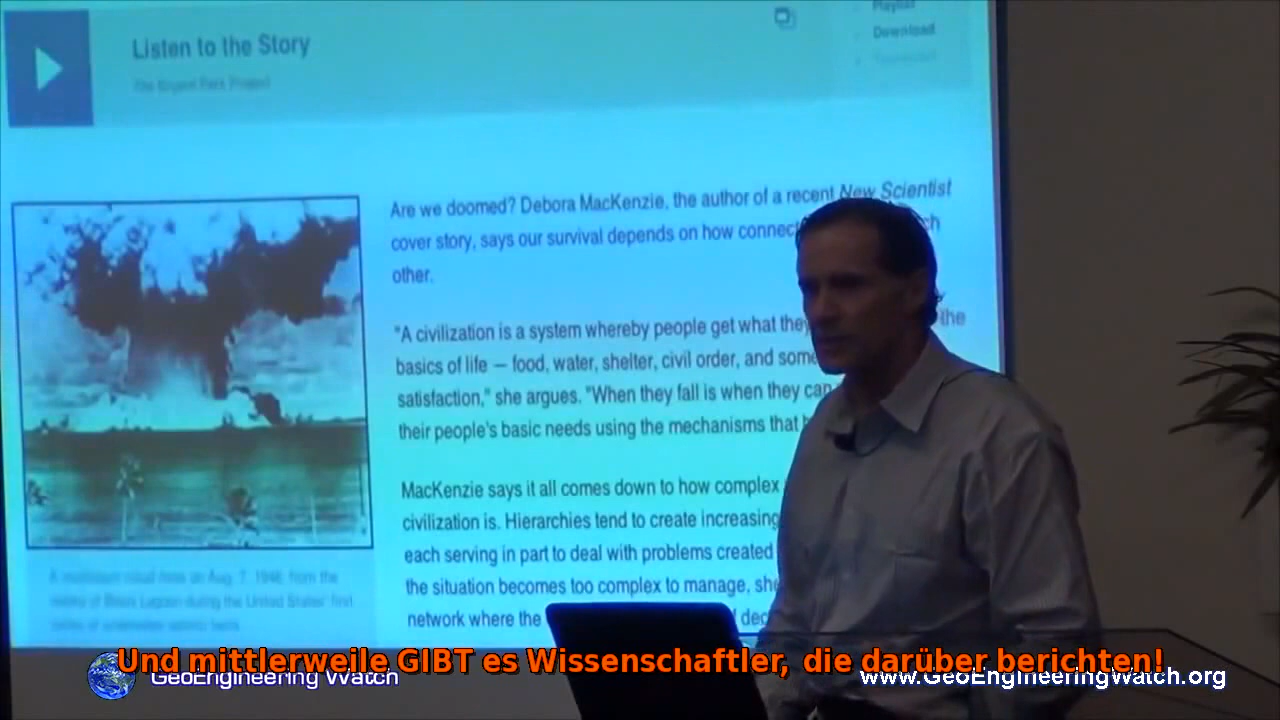 Listen to the Story
Playlist
Download
Are we doomed? Debora MacKenzie, the author of a recent New Scientist
cover story, says our survival depends on how
other.
"A civilization is a system whereby people get what they the
basics of life — food, water, shelter, civil order, and
satisfaction," she argues. "When they fall is when they can
their people's basic needs using the mechanisms that
MacKenzie says it all comes down to how complex
civilization is. Hierarchies tend to create
each serving in part to deal with problems created
the situation becomes too complex to manage,
network where the
Und mittlerweile GIBT es Wissenschaftler, die darüber berichten!
GeoEngineering Watch
www.GeoEngineeringWatch.org